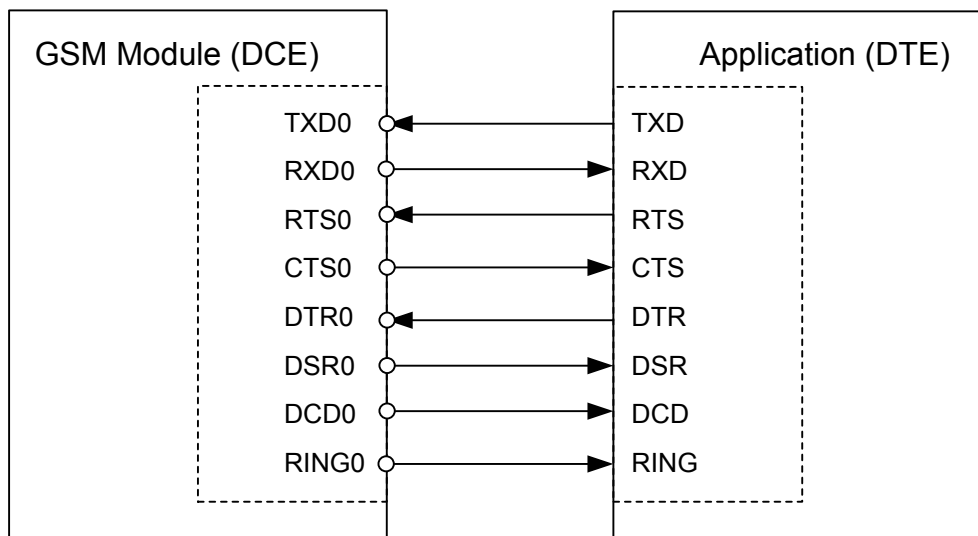 GSM Module (DCE)
Application (DTE)
TXD0
TXD
RXD0
RXD
RTS0
RTS
CTS0
CTS
DTR0
DTR
DSR0
DSR
DCD0
DCD
RING0
RING